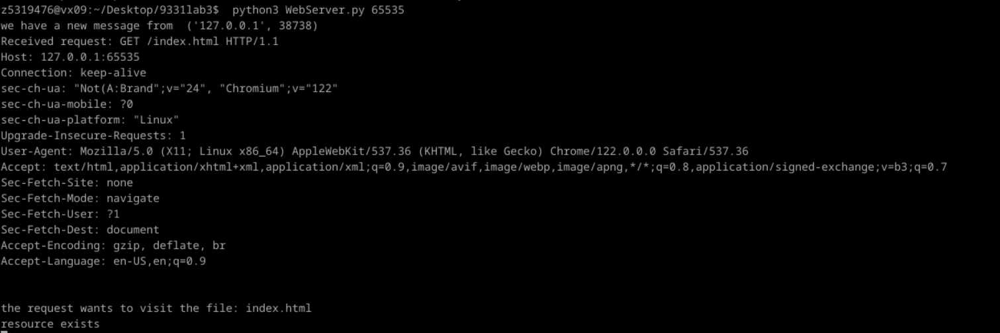 z5319476@vx09:~/Desktop/9331lab3$  python3 WebServer.py 65535
we have a new message from  ('127.0.0.1', 38738)
Received request: GET /index.html HTTP/1.1
Host: 127.0.0.1:65535
Connection: keep-alive
sec-ch-ua: "Not(A:Brand";v="24", "Chromium";v="122"
sec-ch-ua-mobile: ?0
sec-ch-ua-platform: "Linux"
Upgrade-Insecure-Requests: 1
User-Agent: Mozilla/5.0 (X11; Linux x86_64) AppleWebKit/537.36 (KHTML, like Gecko) Chrome/122.0.0.0 Safari/537.36
Accept: text/html,application/xhtml+xml,application/xml;q=0.9,image/avif,image/webp,image/apng,*/*;q=0.8,application/signed-exchange;v=b3;q=0.7
Sec-Fetch-Site: none
Sec-Fetch-Mode: navigate
Sec-Fetch-User: ?1
Sec-Fetch-Dest: document
Accept-Encoding: gzip, deflate, br
Accept-Language: en-US,en;q=0.9
the request wants to visit the file: index.html
resource exists